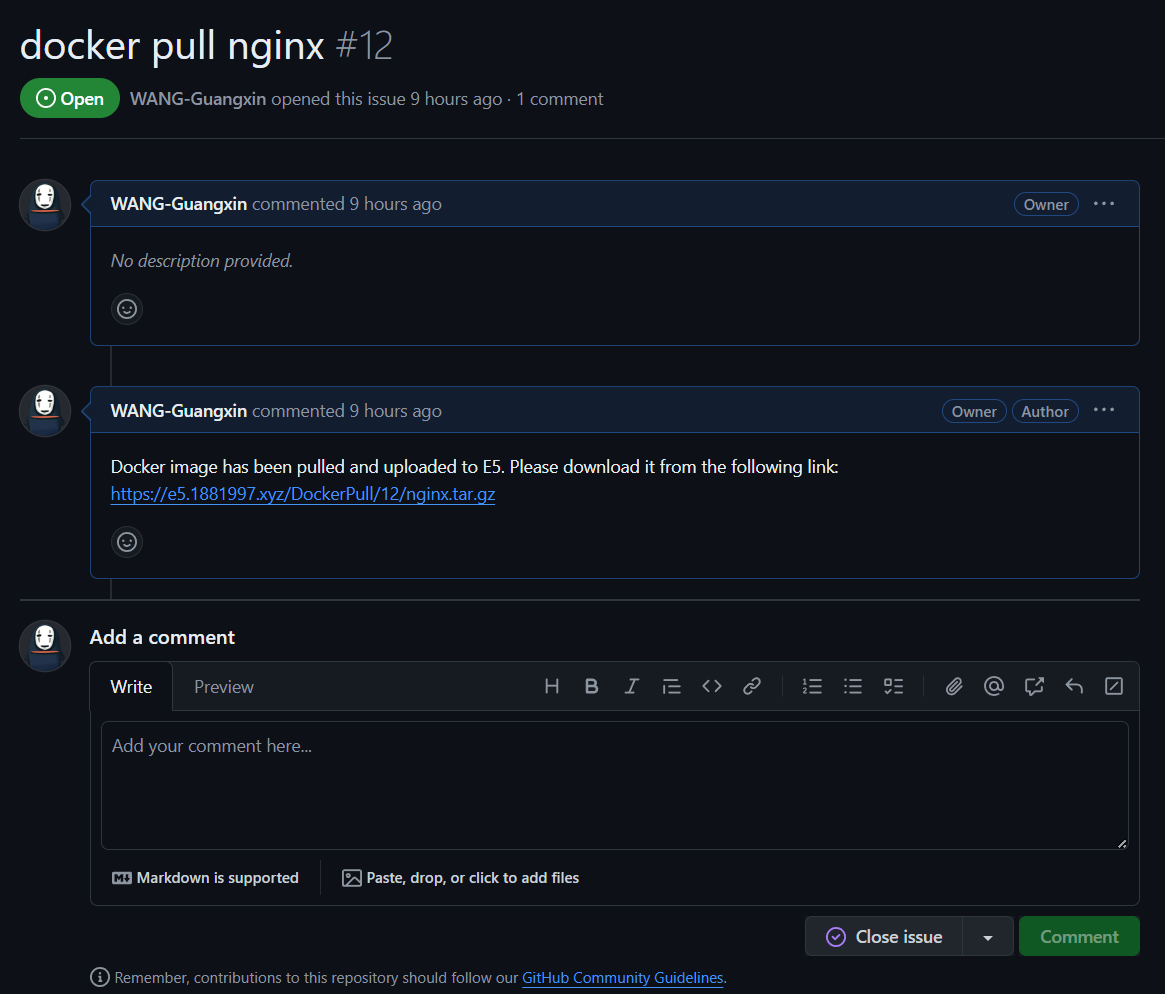 docker pull nginx #12
Open WANG-Guangxin opened this issue 9 hours ago · 1 comment
WANG-Guangxin commented 9 hours ago Owner ···
No description provided.
WANG-Guangxin commented 9 hours ago Owner Author ···
Docker image has been pulled and uploaded to E5. Please download it from the following link:
https://e5.1881997.xyz/DockerPull/12/nginx.tar.gz
Add a comment
Write Preview
Add your comment here...
Markdown is supported Paste, drop, or click to add files
Close issue Comment
Remember, contributions to this repository should follow our GitHub Community Guidelines.